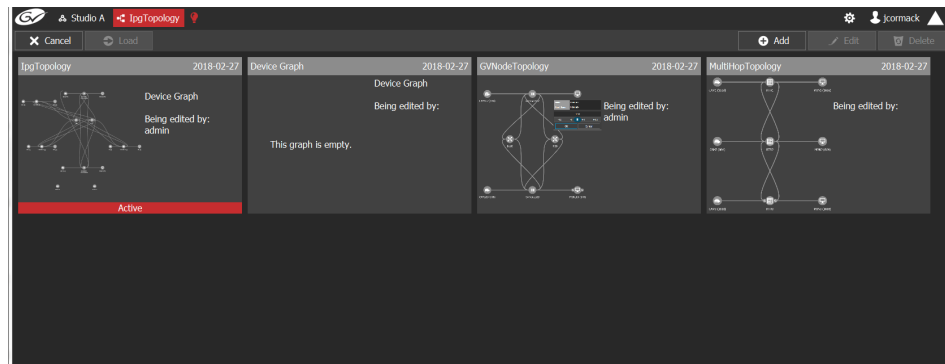 GV Studio A IpgTopology jcormack
Cancel Load Add Edit Delete
IpgTopology 2018-02-27
Device Graph
Being edited by:
admin
Active
Device Graph 2018-02-27
Device Graph
Being edited by:
This graph is empty.
GVNodeTopology 2018-02-27
Being edited by:
admin
MultiHopTopology 2018-02-27
Being edited by: